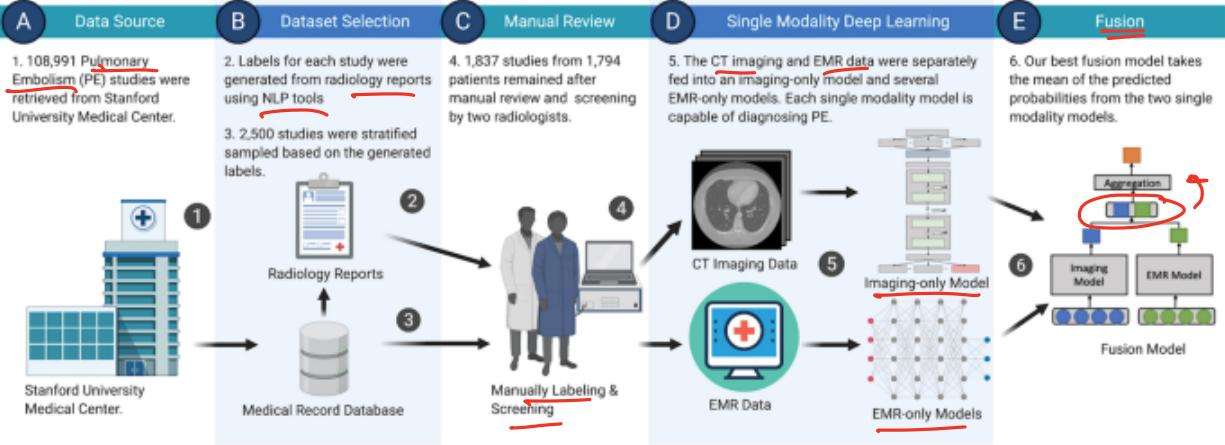 A Data Source
1. 108,991 Pulmonary
Embolism (PE) studies were
retrieved from Stanford
University Medical Center.
1
Stanford University
Medical Center.
B Dataset Selection
2. Labels for each study were
generated from radiology reports
using NLP tools
3. 2,500 studies were stratified
sampled based on the generated
labels.
2
Radiology Reports
3
Medical Record Database
C Manual Review
4. 1,837 studies from 1,794
patients remained after
manual review and screening
by two radiologists.
4
Manually Labeling &
Screening
D Single Modality Deep Learning
5. The CT imaging and EMR data were separately
fed into an imaging-only model and several
EMR-only models. Each single modality model is
capable of diagnosing PE.
CT Imaging Data
5
Imaging-only Model
EMR Data
EMR-only Models
E Fusion
6. Our best fusion model takes
the mean of the predicted
probabilities from the two single
modality models.
Aggregation
6
Imaging
Model
EMR Model
Fusion Model